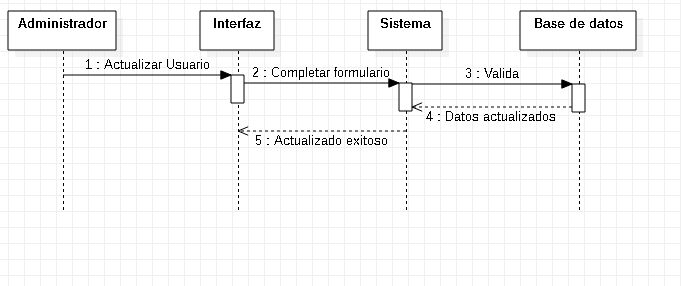 Administrador
Interfaz
Sistema
Base de datos
1 : Actualizar Usuario
2 : Completar formulario
3 : Valida
4 : Datos actualizados
5 : Actualizado exitoso